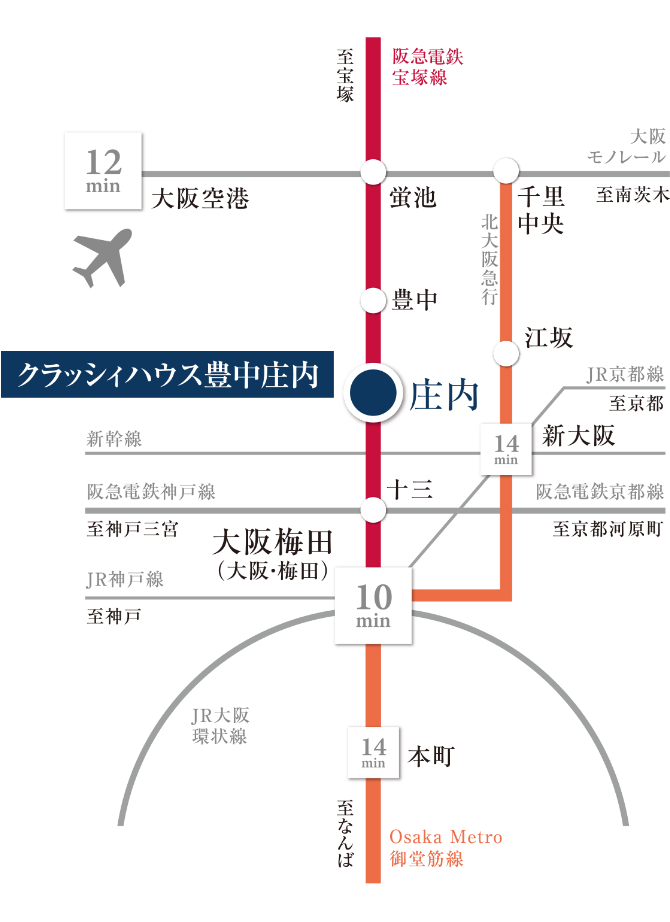 至宝塚
阪急電鉄
宝塚線
大阪
モノレール
12
min
大阪空港
蛍池
千里
中央
至南茨木
北大阪急行
豊中
江坂
クラッシィハウス豊中庄内
庄内
JR京都線
至京都
新幹線
14
min
新大阪
阪急電鉄神戸線
十三
阪急電鉄京都線
至神戸三宮
至京都河原町
大阪梅田
（大阪・梅田）
JR神戸線
10
min
至神戸
JR大阪
環状線
14
min
本町
至なんば
Osaka Metro
御堂筋線